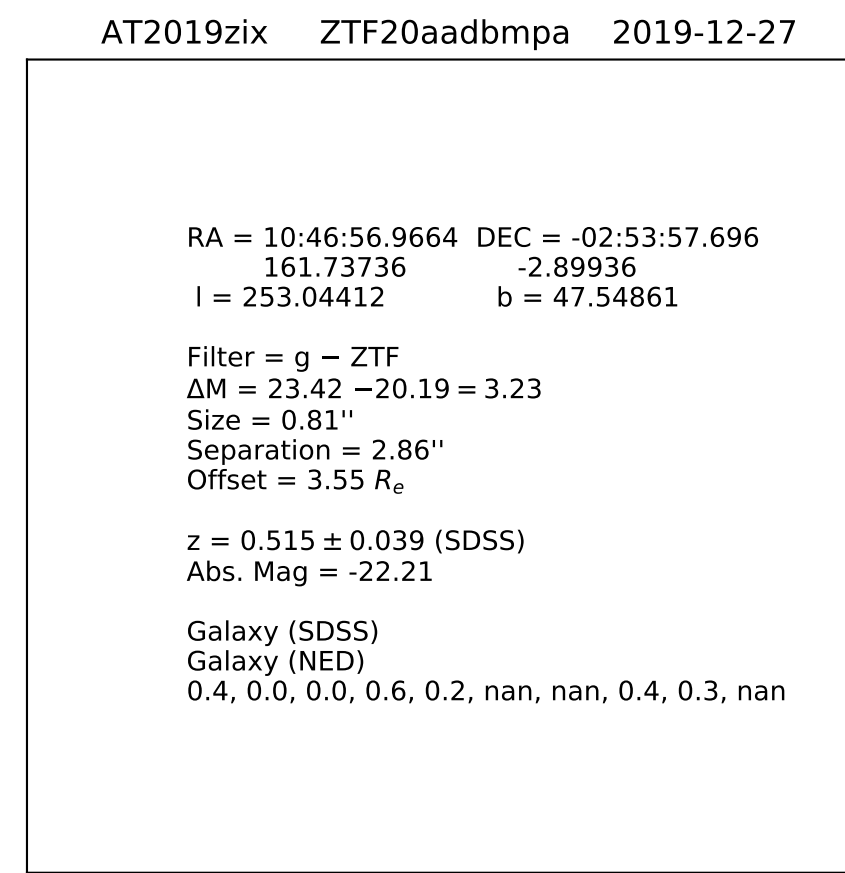 AT2019zix ZTF20aadbmpa 2019-12-27
RA = 10:46:56.9664 DEC = -02:53:57.696
161.73736 -2.89936
l = 253.04412 b = 47.54861
Filter = g − ZTF
ΔM = 23.42 −20.19 = 3.23
Size = 0.81''
Separation = 2.86''
Offset = 3.55 Re
z = 0.515 ± 0.039 (SDSS)
Abs. Mag = -22.21
Galaxy (SDSS)
Galaxy (NED)
0.4, 0.0, 0.0, 0.6, 0.2, nan, nan, 0.4, 0.3, nan